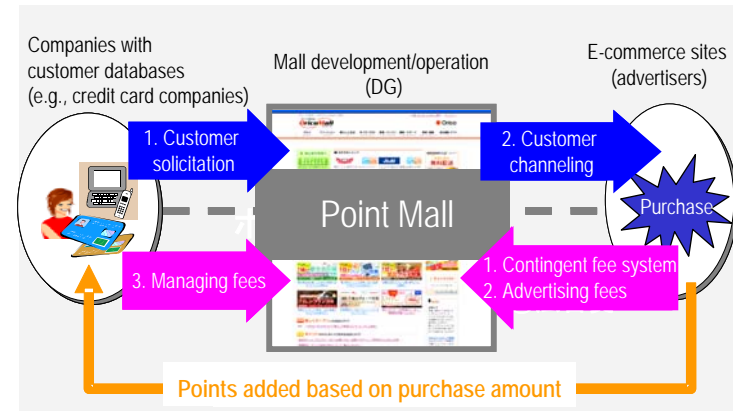 Companies with
customer databases
(e.g., credit card companies)
Mall development/operation
(DG)
E-commerce sites
(advertisers)
1. Customer
solicitation
2. Customer
channeling
Point Mall
Purchase
3. Managing fees
1. Contingent fee system
2. Advertising fees
Points added based on purchase amount